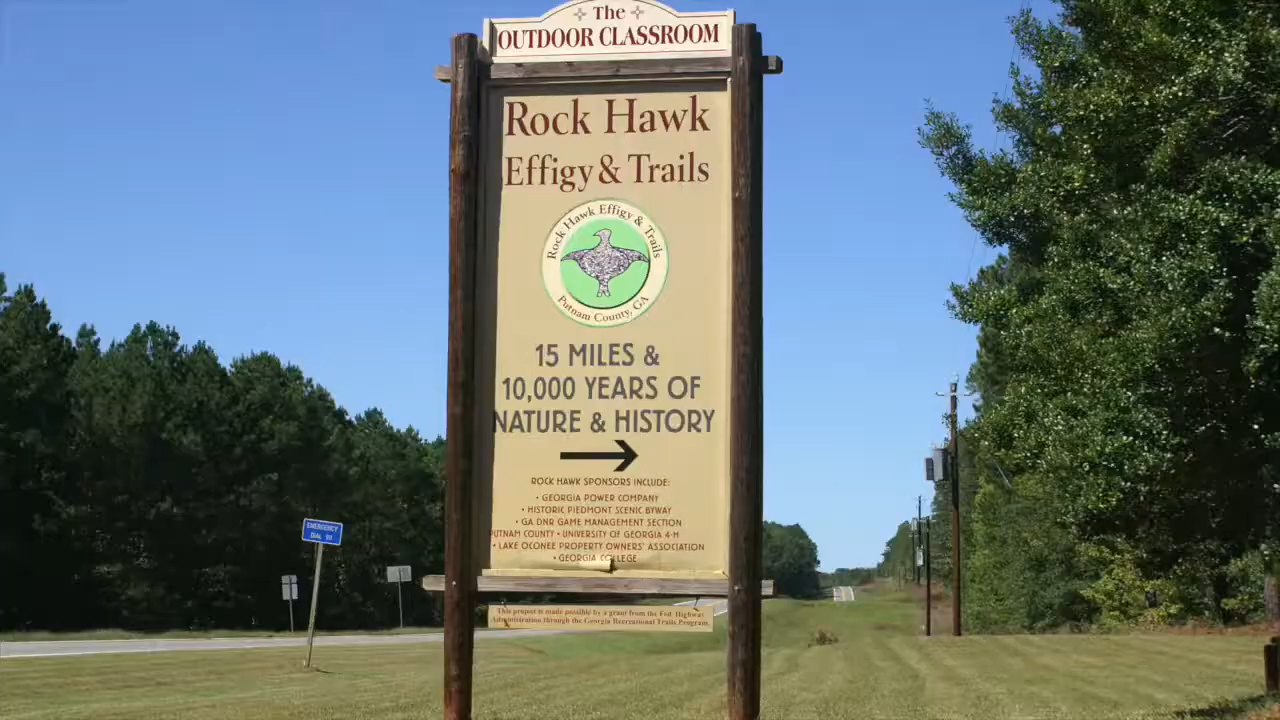 The
OUTDOOR CLASSROOM
Rock Hawk
Effigy & Trails
Rock Hawk Effigy & Trails
Putnam County, GA
15 MILES &
10,000 YEARS OF
NATURE & HISTORY
ROCK HAWK SPONSORS INCLUDE:
• GEORGIA POWER COMPANY
• HISTORIC PIEDMONT SCENIC BYWAY
• GA DNR GAME MANAGEMENT SECTION
PUTNAM COUNTY • UNIVERSITY OF GEORGIA 4-H
• LAKE OCONEE PROPERTY OWNERS' ASSOCIATION
• GEORGIA COLLEGE
This project is made possible by a grant from the Fed. Highway
Administration through the Georgia Recreational Trails Program.
EMERGENCY
DIAL 911